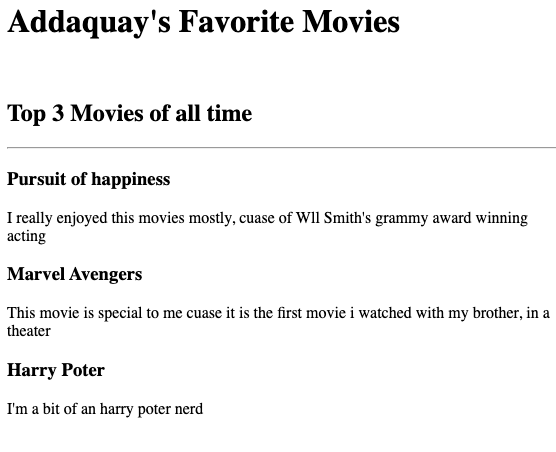 Addaquay's Favorite Movies
Top 3 Movies of all time
Pursuit of happiness
I really enjoyed this movies mostly, cuase of Wll Smith's grammy award winning
acting
Marvel Avengers
This movie is special to me cuase it is the first movie i watched with my brother, in a
theater
Harry Poter
I'm a bit of an harry poter nerd